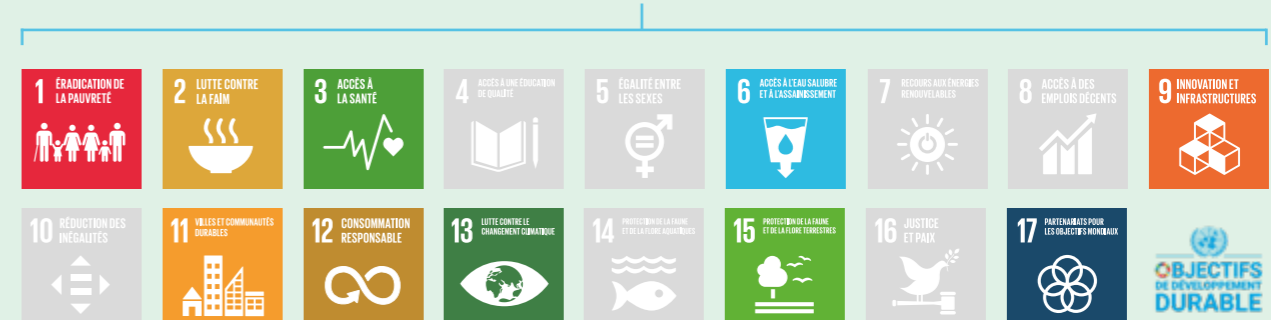 1 ÉRADICATION DE
LA PAUVRETÉ
2 LUTTE CONTRE
LA FAIM
3 ACCÈS À
LA SANTÉ
4 ACCÈS À UNE ÉDUCATION
DE QUALITÉ
5 ÉGALITÉ ENTRE
LES SEXES
6 ACCÈS À L'EAU SALUBRE
ET À L'ASSAINISSEMENT
7 RECOURS AUX ÉNERGIES
RENOUVELABLES
8 ACCÈS À DES
EMPLOIS DÉCENTS
9 INNOVATION ET
INFRASTRUCTURES
10 RÉDUCTION DES
INÉGALITÉS
11 VILLES ET COMMUNAUTÉS
DURABLES
12 CONSOMMATION
RESPONSABLE
13 LUTTE CONTRE LE
CHANGEMENT CLIMATIQUE
14 PROTECTION DE LA FAUNE
ET DE LA FLORE AQUATIQUES
15 PROTECTION DE LA FAUNE
ET DE LA FLORE TERRESTRES
16 JUSTICE
ET PAIX
17 PARTENARIATS POUR
LES OBJECTIFS MONDIAUX
OBJECTIFS
DE DÉVELOPPEMENT
DURABLE